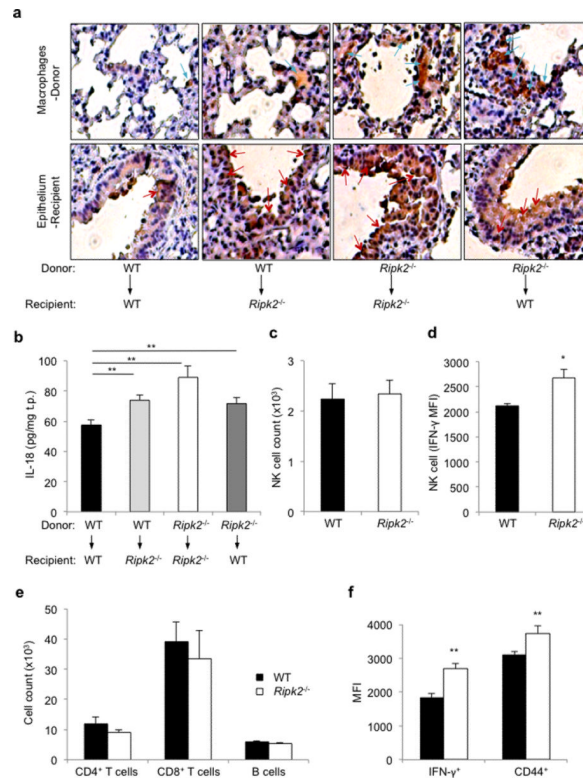 a
Macrophages
-Donor
Epithelium
-Recipient
Donor: WT WT Ripk2-/- Ripk2-/-
Recipient: WT Ripk2-/- Ripk2-/- WT
b
IL-18 (pg/mg t.p.)
100
80
60
40
20
0
**
**
**
Donor: WT WT Ripk2-/- Ripk2-/-
Recipient: WT Ripk2-/- Ripk2-/- WT
c
NK cell count (x10³)
3
2
1
0
WT Ripk2-/-
d
NK cell (IFN-γ MFI)
3000
2500
2000
1500
1000
500
0
*
WT Ripk2-/-
e
Cell count (x10³)
50
40
30
20
10
0
WT
Ripk2-/-
CD4⁺ T cells CD8⁺ T cells B cells
f
MFI
4000
3000
2000
1000
0
**
**
IFN-γ⁺ CD44⁺